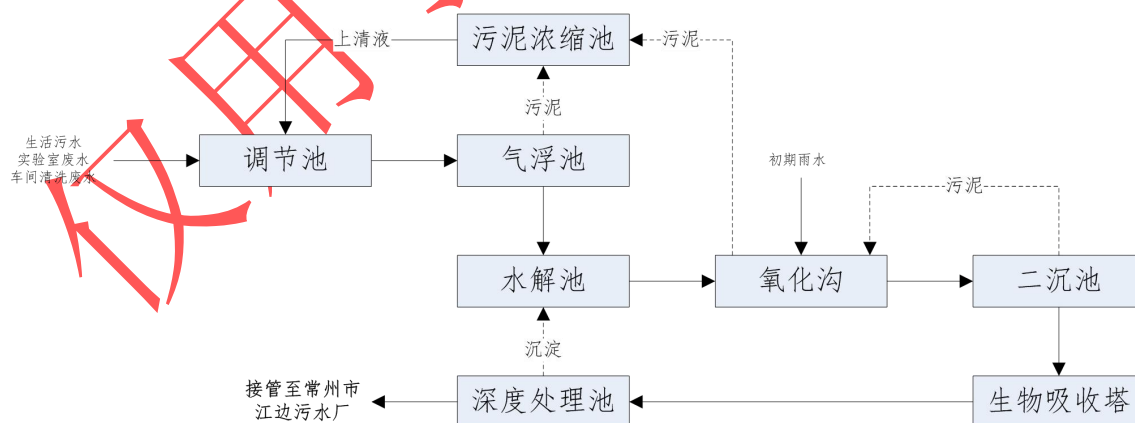 上清液
污泥浓缩池
污泥
污泥
生活污水
实验室废水
车间清洗废水
调节池
气浮池
初期雨水
污泥
水解池
氧化沟
二沉池
沉淀
接管至常州市
江边污水厂
深度处理池
生物吸收塔